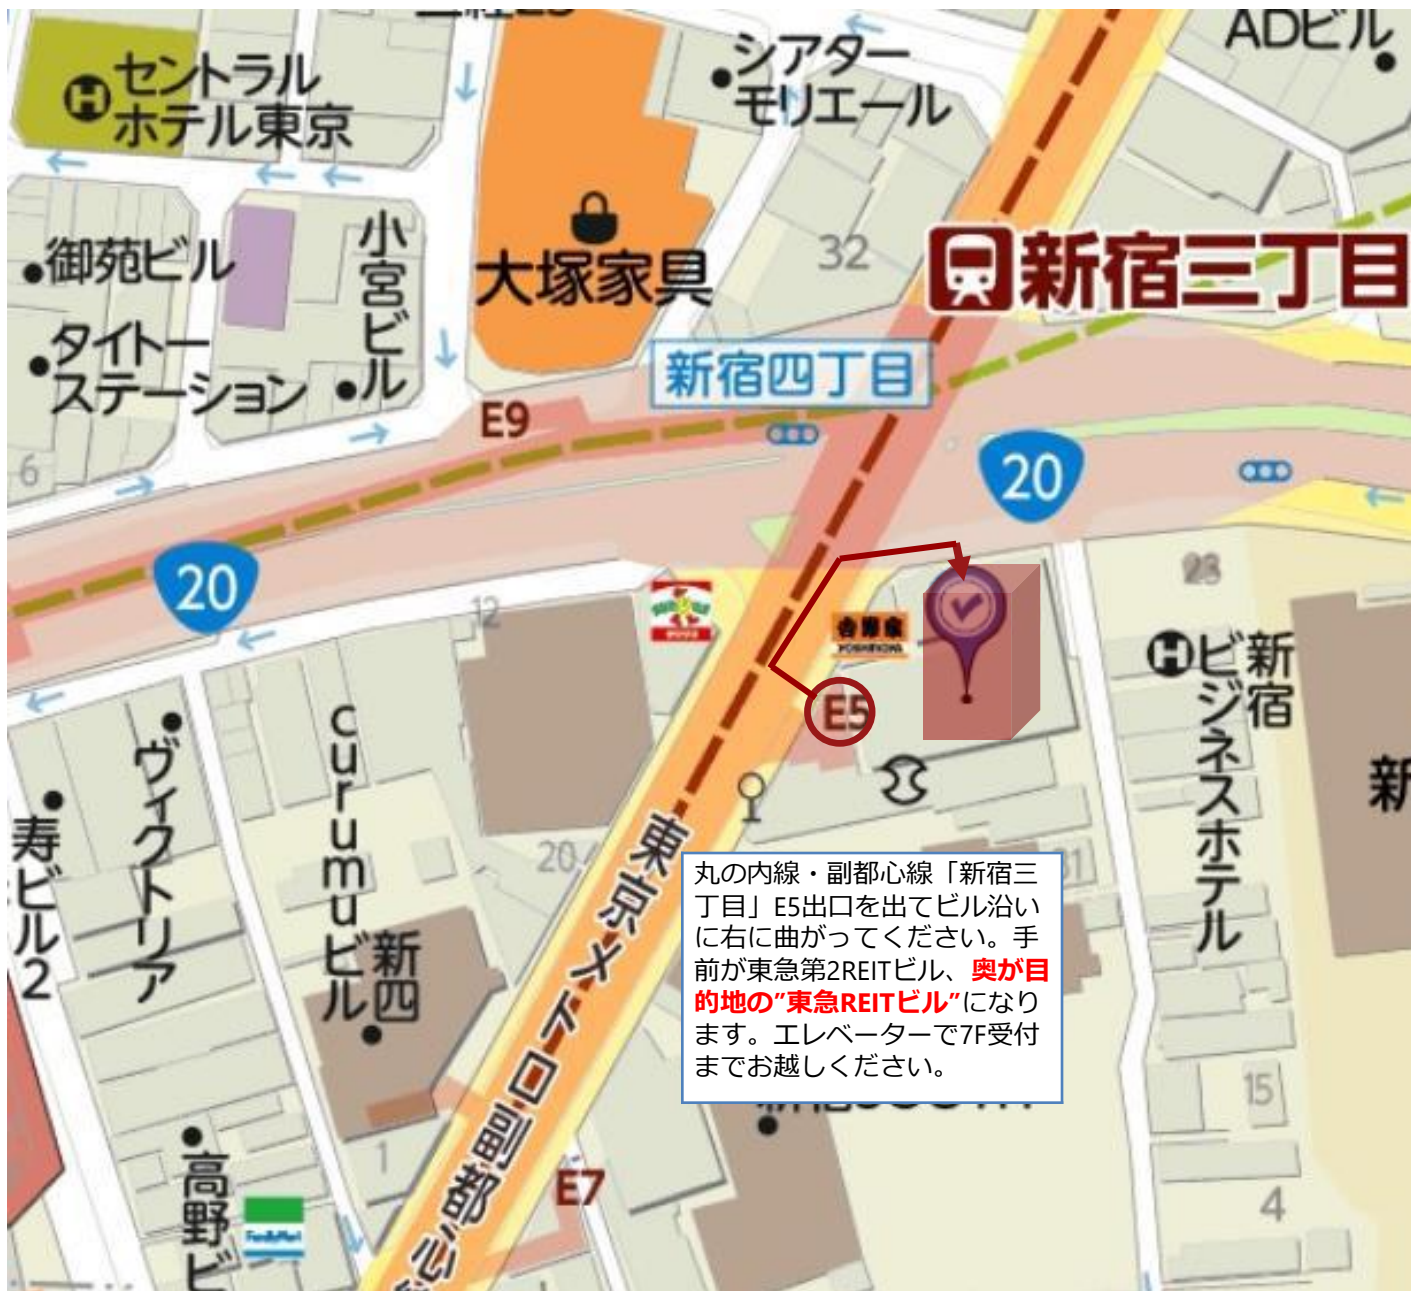 ADビル
シアター
モリエール
セントラル
ホテル東京
御苑ビル
小宮ビル
大塚家具
32
新宿三丁目
タイトー
ステーション
新宿四丁目
E9
6
20
20
12
23
吉野家
YOSHINOYA
E5
新宿
ビジネスホテル
新
ヴィクトリア
curumuビル
寿ビル2
20
31
東京メトロ副都心線
新四
丸の内線・副都心線「新宿三
丁目」E5出口を出てビル沿い
に右に曲がってください。手
前が東急第2REITビル、奥が目
的地の”東急REITビル”になり
ます。エレベーターで7F受付
までお越しください。
15
1
E7
高野ビ
FamilyMart
4